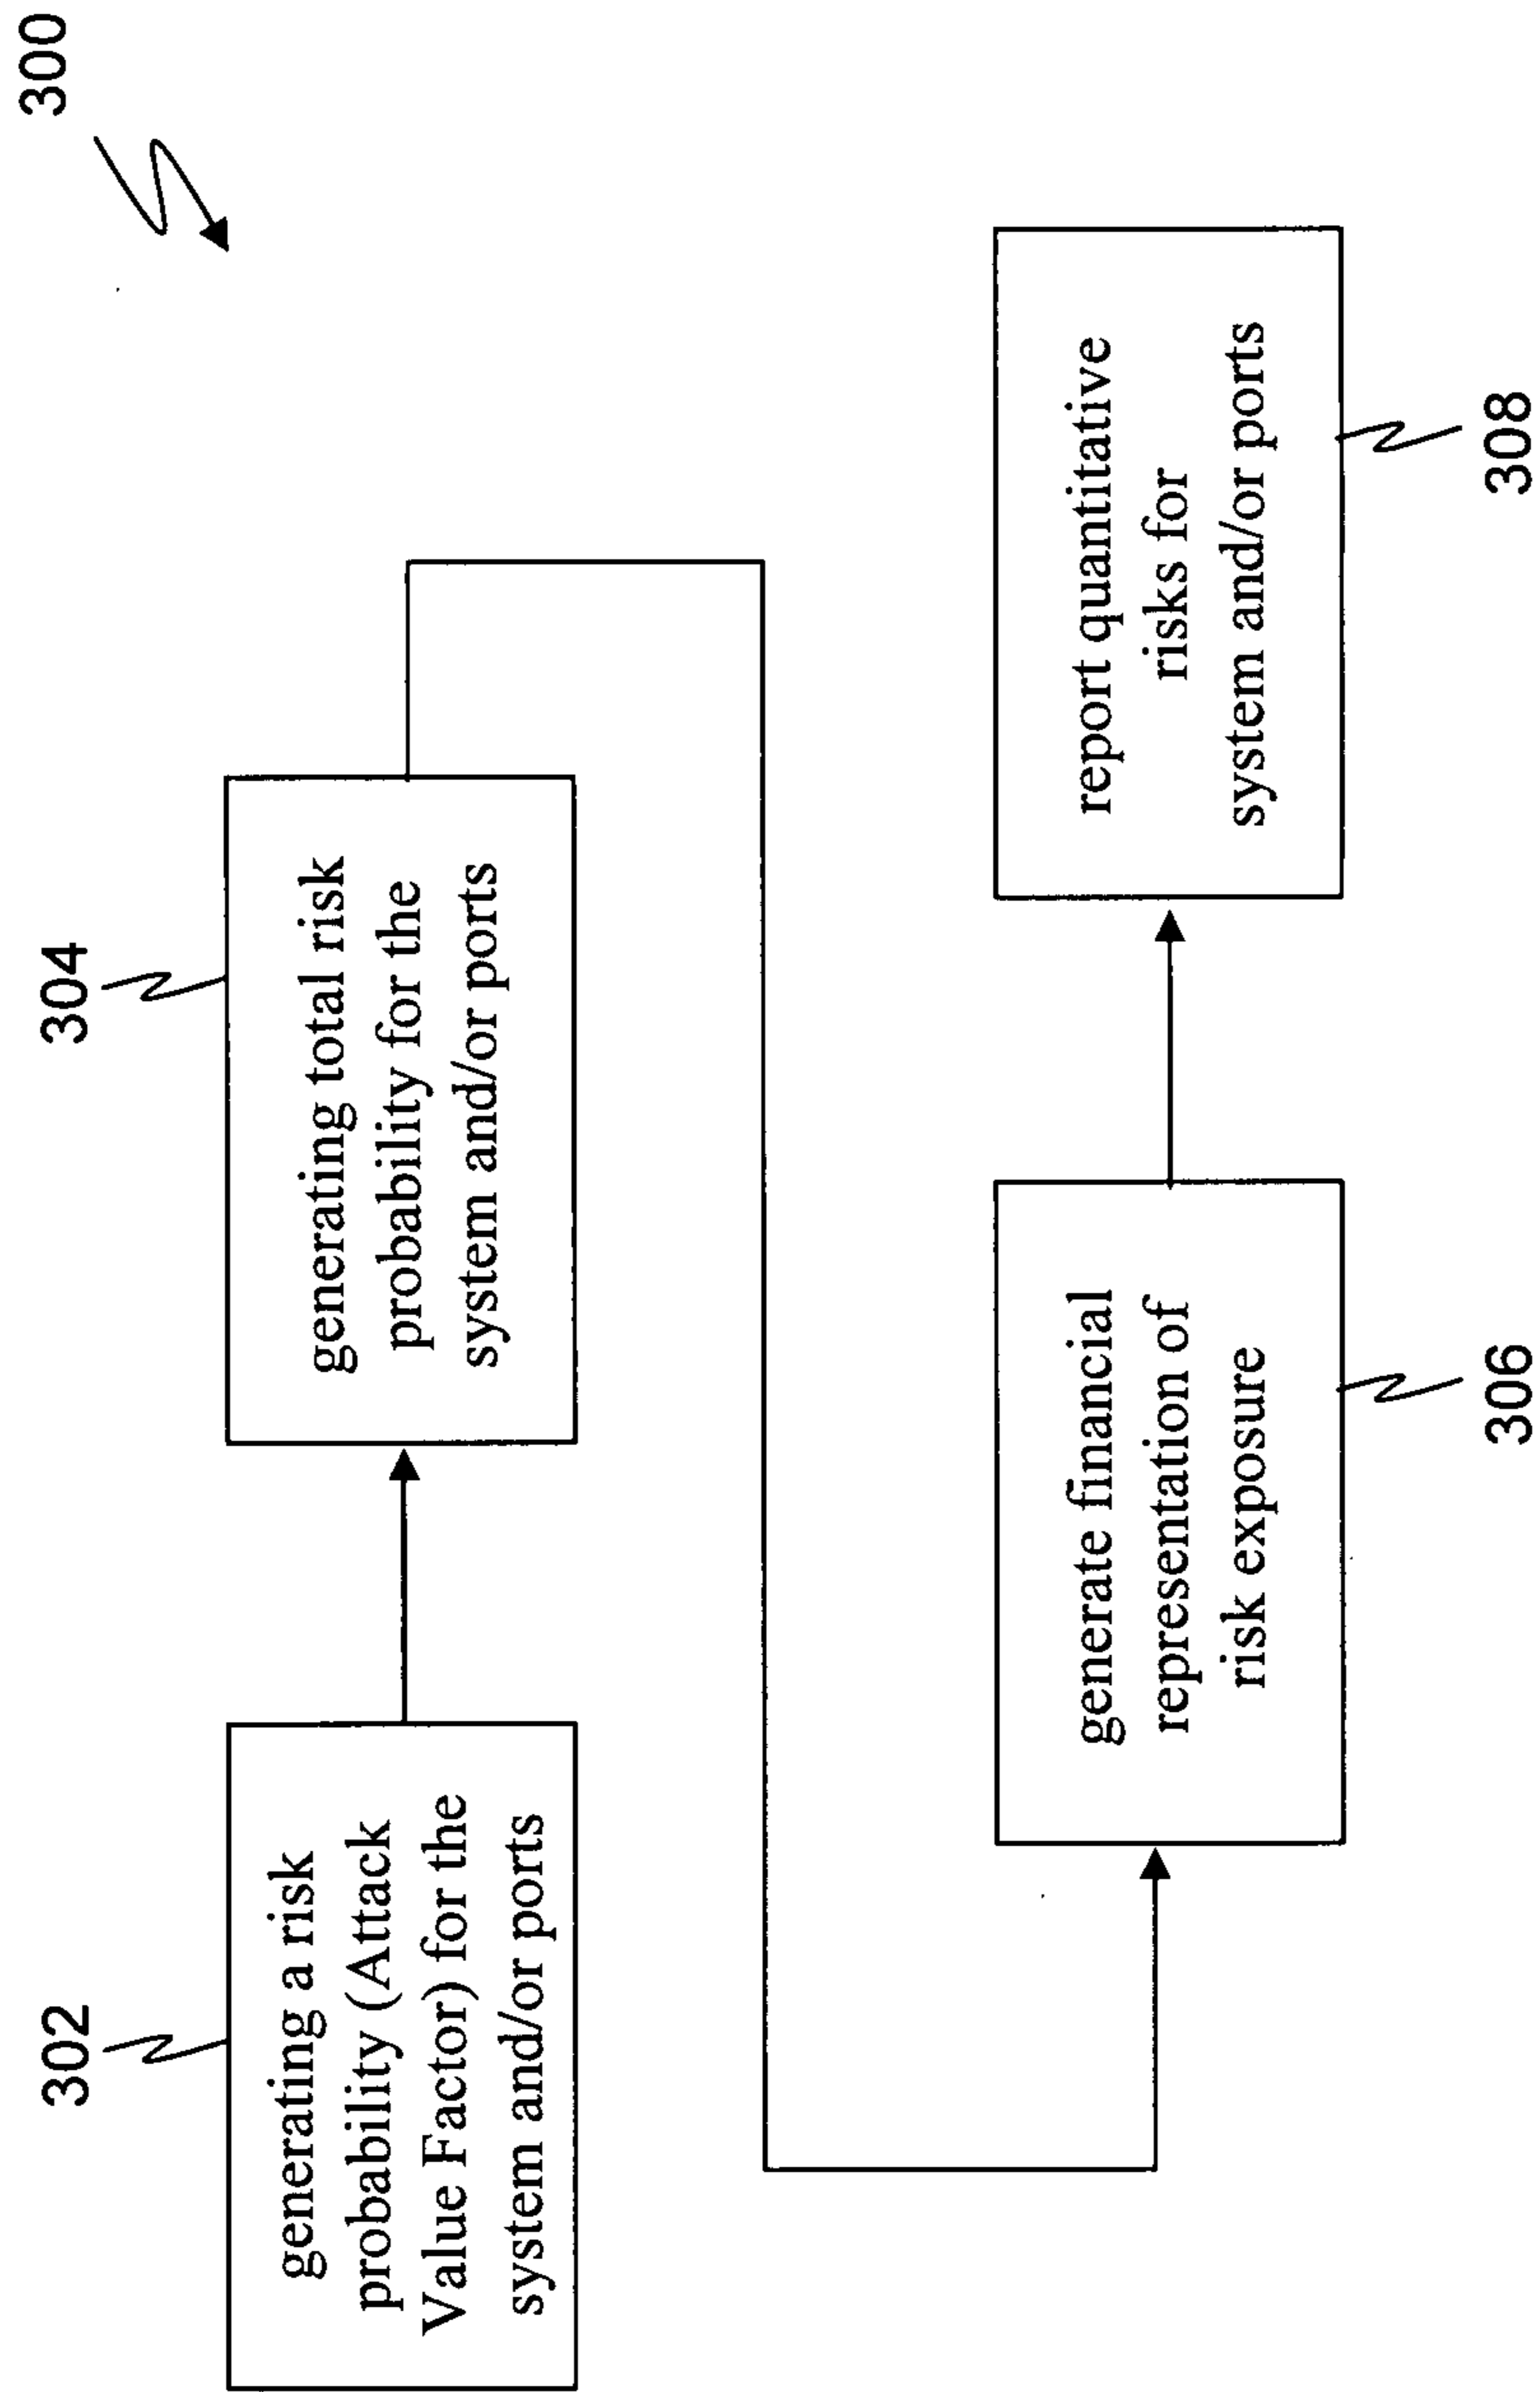 300
302
generating a risk
probability (Attack
Value Factor) for the
system and/or ports
304
generating total risk
probability for the
system and/or ports
generate financial
representation of
risk exposure
306
report quantitative
risks for
system and/or ports
308